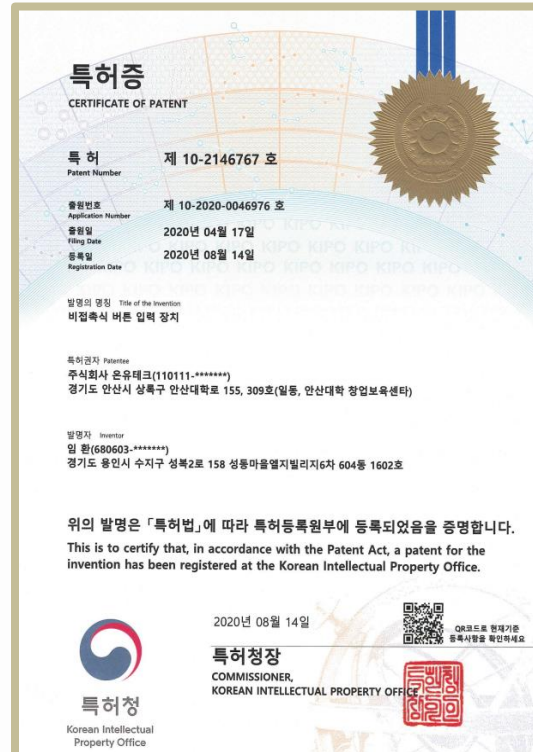 특허증
CERTIFICATE OF PATENT
특 허 제 10-2146767 호
Patent Number
출원번호 제 10-2020-0046976 호
Application Number
출원일 2020년 04월 17일
Filing Date
등록일 2020년 08월 14일
Registration Date
발명의 명칭 Title of the Invention
비접촉식 버튼 입력 장치
특허권자 Patentee
주식회사 온유테크(110111-*******)
경기도 안산시 상록구 안산대학로 155, 309호(일동, 안산대학 창업보육센타)
발명자 Inventor
임 환(680603-*******)
경기도 용인시 수지구 성복2로 158 성동마을엘지빌리지6차 604동 1602호
위의 발명은 「특허법」에 따라 특허등록원부에 등록되었음을 증명합니다.
This is to certify that, in accordance with the Patent Act, a patent for the
invention has been registered at the Korean Intellectual Property Office.
2020년 08월 14일
QR코드로 현재기준
등록사항을 확인하세요
특허청장
COMMISSIONER,
KOREAN INTELLECTUAL PROPERTY OFFICE
특허청
Korean Intellectual
Property Office